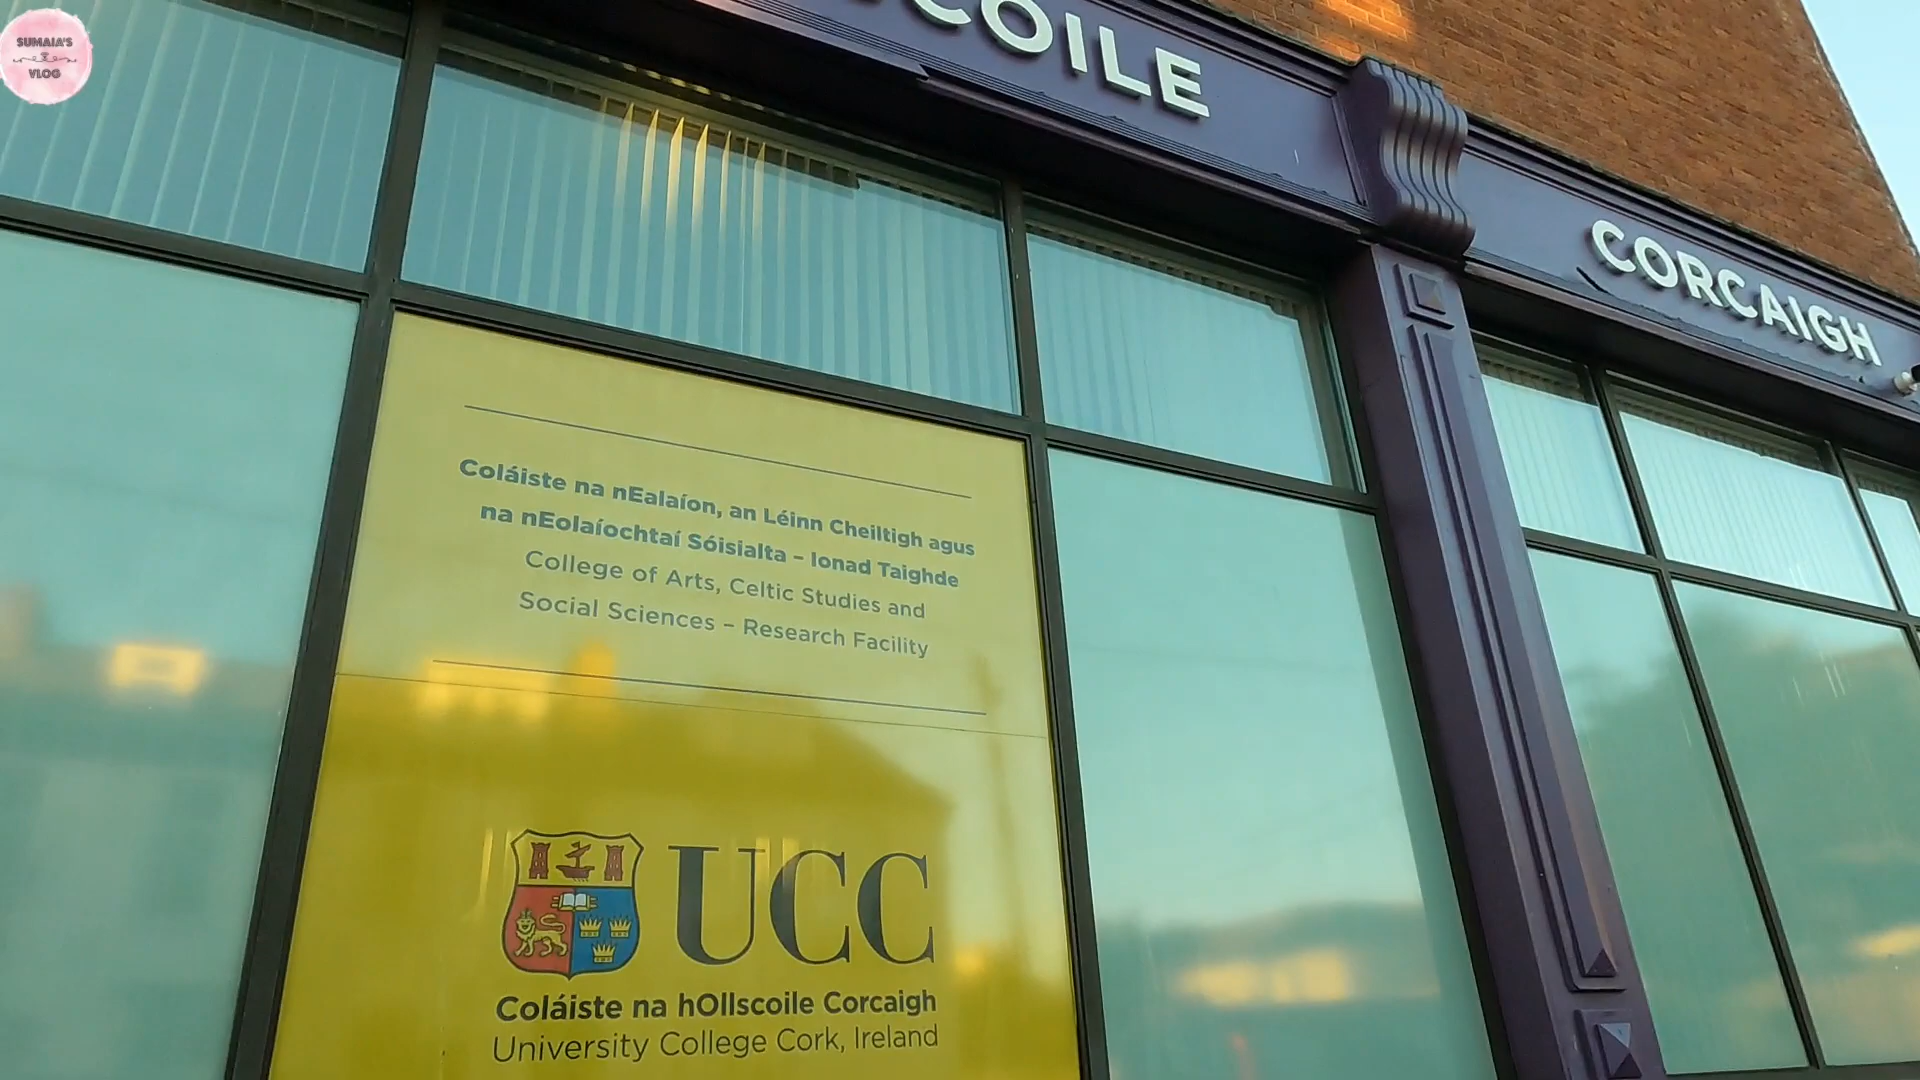 SUMAIA'S
VLOG
CORCAIGH
Coláiste na nEalaíon, an Léinn Cheiltigh agus
na nEolaíochtaí Sóisialta – Ionad Taighde
College of Arts, Celtic Studies and
Social Sciences – Research Facility
UCC
Coláiste na hOllscoile Corcaigh
University College Cork, Ireland